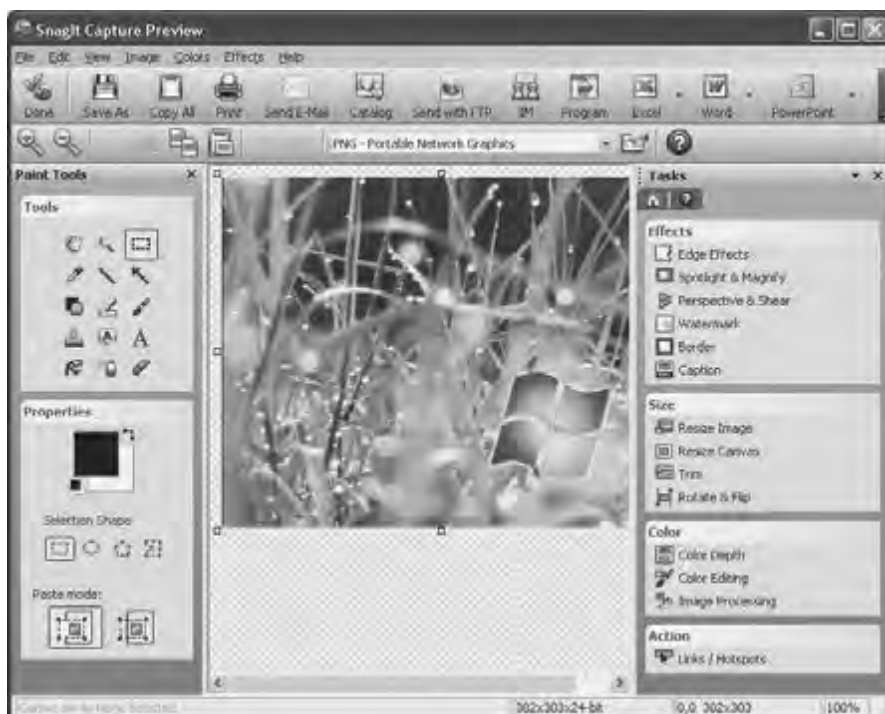 SnagIt Capture Preview
File Edit View Image Colors Effects Help
Done Save As Copy All Print Send E-Mail Catalog Send with FTP IM Program Excel Word PowerPoint
PNG - Portable Network Graphics
Paint Tools
Tasks
Tools
Effects
Edge Effects
Spotlight & Magnify
Perspective & Shear
Watermark
Border
Caption
Properties
Size
Resize Image
Resize Canvas
Trim
Rotate & Flip
Selection Shape
Color
Color Depth
Color Editing
Image Processing
Paste mode:
Action
Links / Hotspots
302x303x24-bit 0,0 302x303 100%